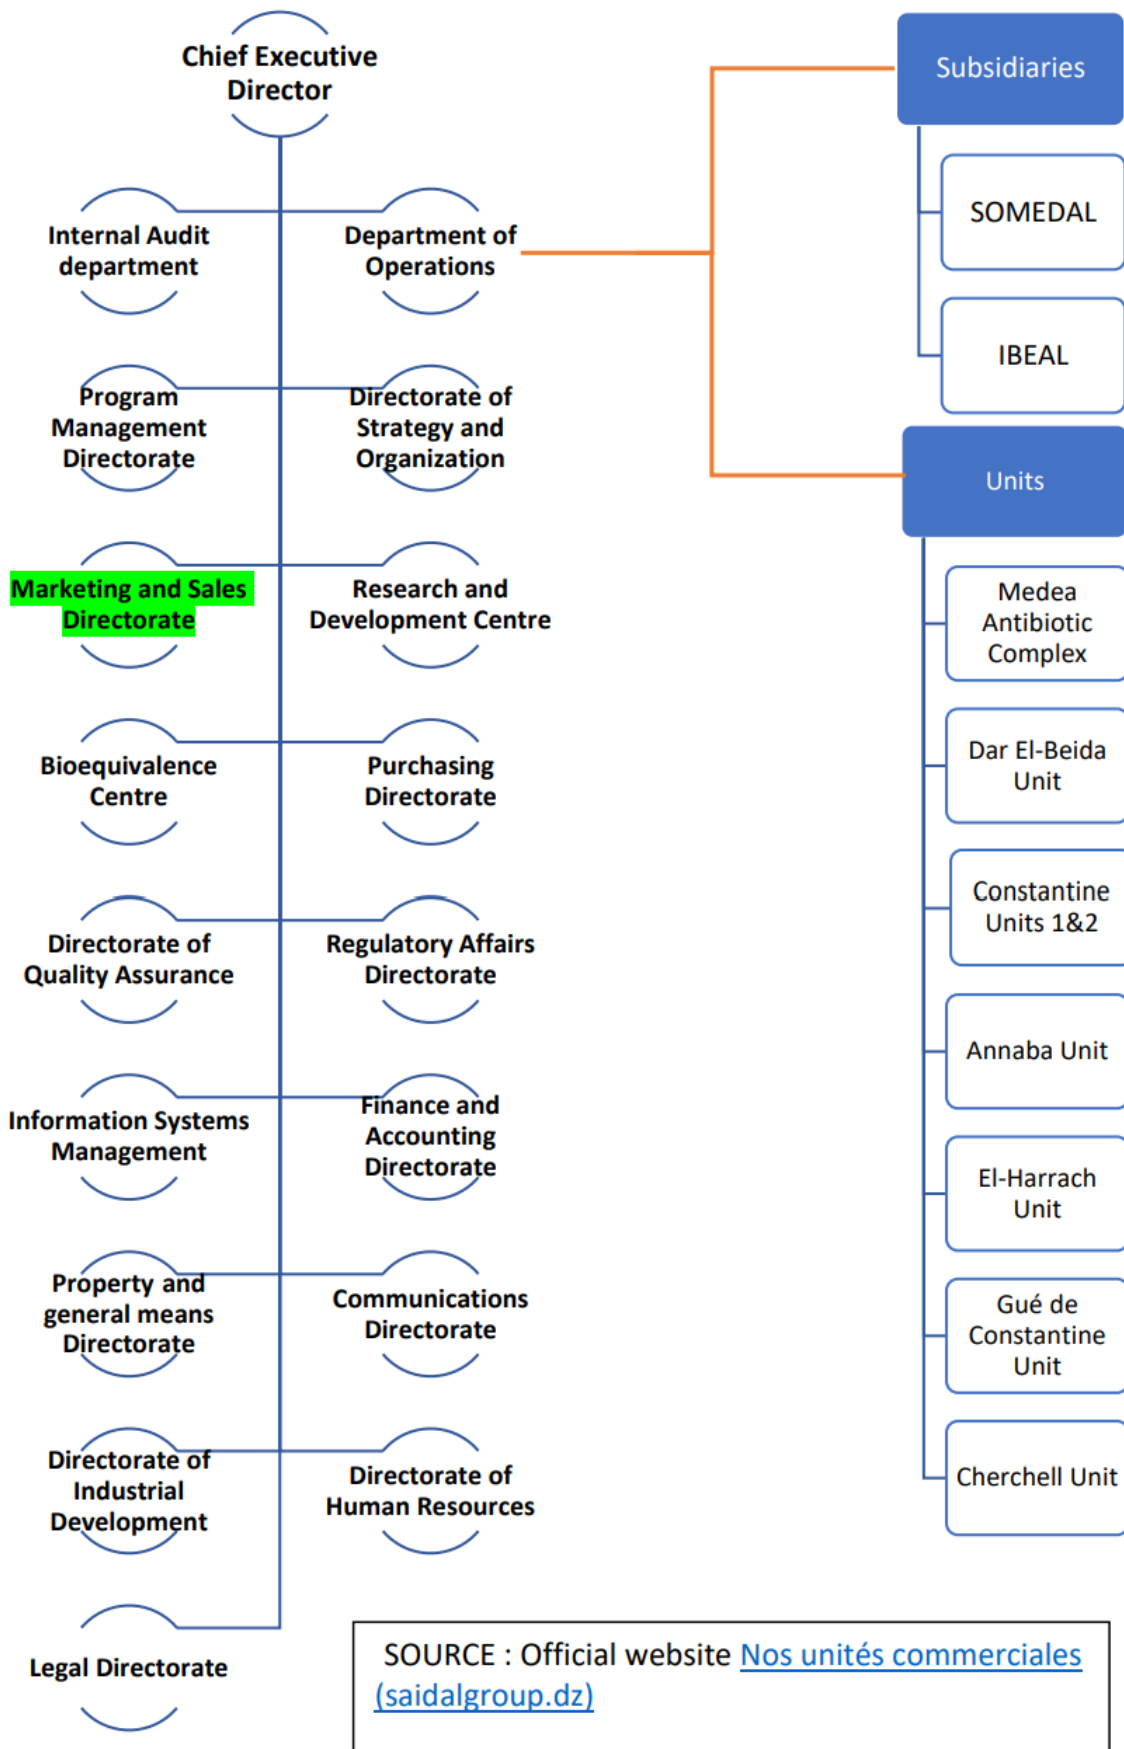 Chief Executive
Director
Internal Audit
department
Department of
Operations
Program
Management
Directorate
Directorate of
Strategy and
Organization
Marketing and Sales
Directorate
Research and
Development Centre
Bioequivalence
Centre
Purchasing
Directorate
Directorate of
Quality Assurance
Regulatory Affairs
Directorate
Information Systems
Management
Finance and
Accounting
Directorate
Property and
general means
Directorate
Communications
Directorate
Directorate of
Industrial
Development
Directorate of
Human Resources
Legal Directorate
Subsidiaries
SOMEDAL
IBEAL
Units
Medea
Antibiotic
Complex
Dar El-Beida
Unit
Constantine
Units 1&2
Annaba Unit
El-Harrach
Unit
Gué de
Constantine
Unit
Cherchell Unit
SOURCE : Official website Nos unités commerciales
(saidalgroup.dz)